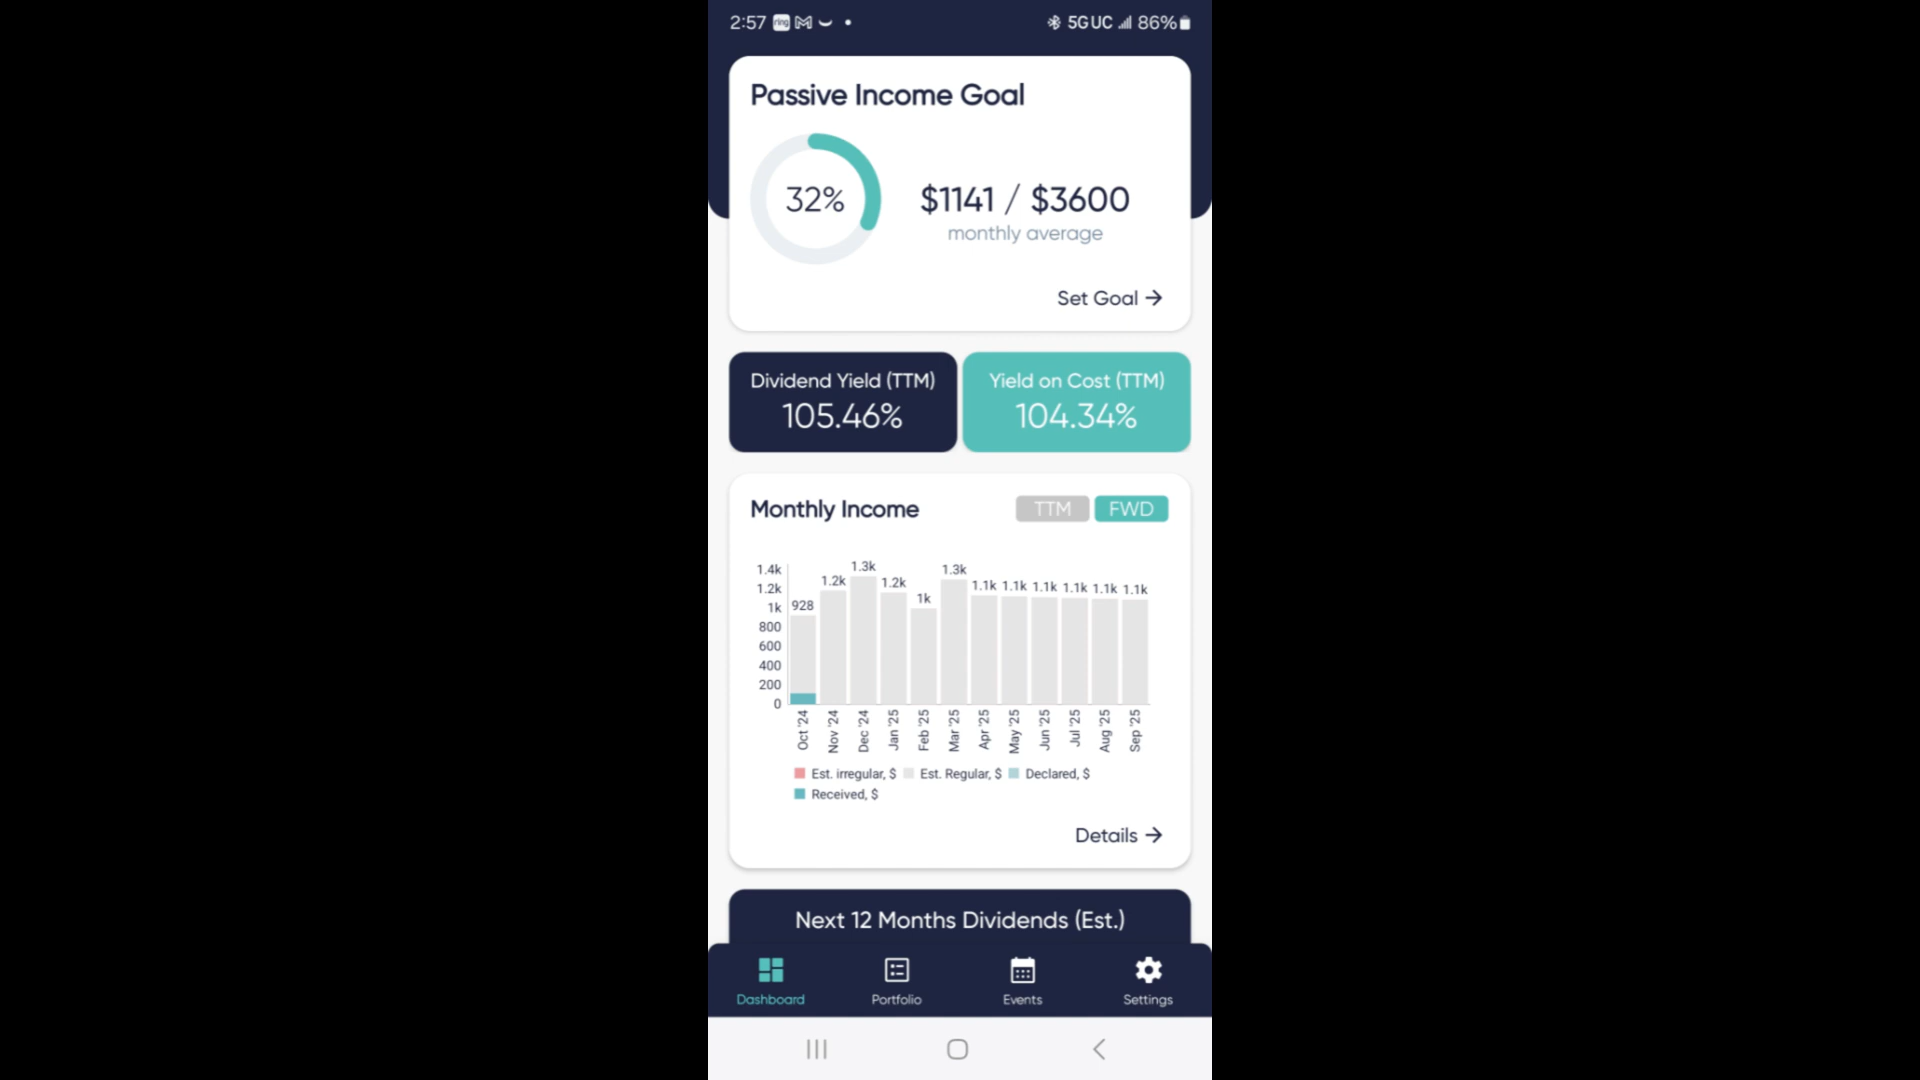 2:57 ring 5G UC 86%
Passive Income Goal
32%
$1141 / $3600
monthly average
Set Goal →
Dividend Yield (TTM) Yield on Cost (TTM)
105.46% 104.34%
Monthly Income TTM FWD
1.4k
1.2k
1k
800
600
400
200
0
928 1.2k 1.3k 1.2k 1k 1.3k 1.1k 1.1k 1.1k 1.1k 1.1k 1.1k
Oct '24 Nov '24 Dec '24 Jan '25 Feb '25 Mar '25 Apr '25 May '25 Jun '25 Jul '25 Aug '25 Sep '25
Est. irregular, $ Est. Regular, $ Declared, $
Received, $
Details →
Next 12 Months Dividends (Est.)
Dashboard Portfolio Events Settings